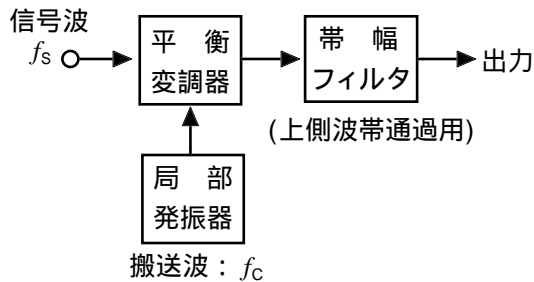 信号波
fS
平 衡
変調器
帯 幅
フィルタ
出力
(上側波帯通過用)
局 部
発振器
搬送波：fC